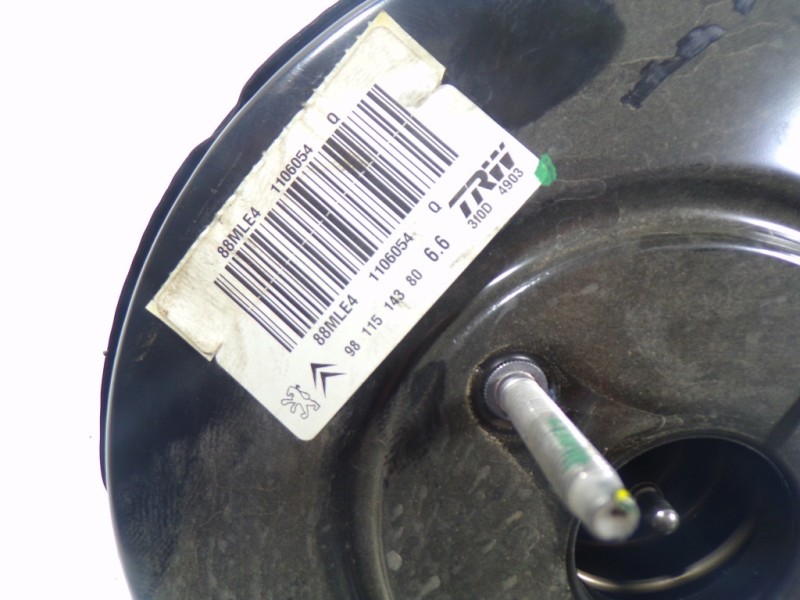 88MLE4 1106054 Q
88MLE4 1106054 Q
98 115 143 80 6.6
TRW
310D 4903